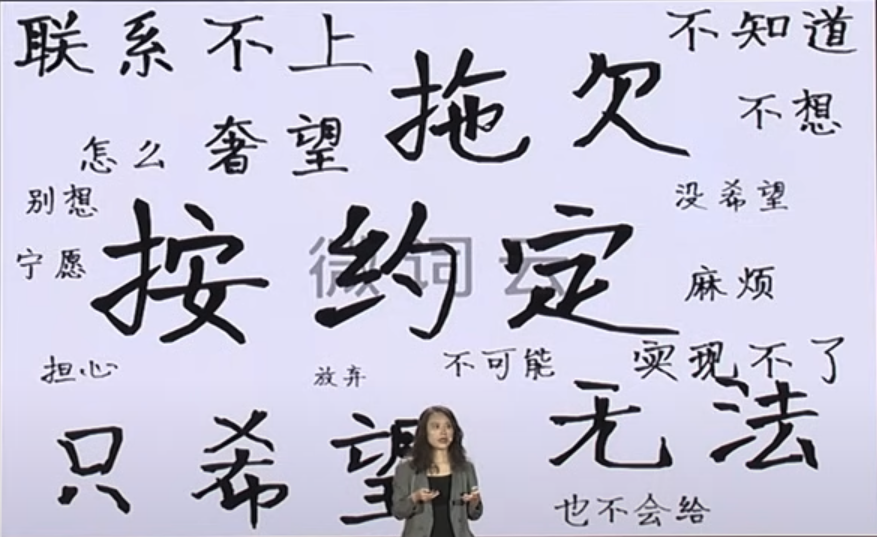 联系不上
不知道
拖欠
不想
怎么
奢望
别想
没希望
按约定
微词云
宁愿
麻烦
担心
放弃
不可能
实现不了
只希望
无法
也不会给